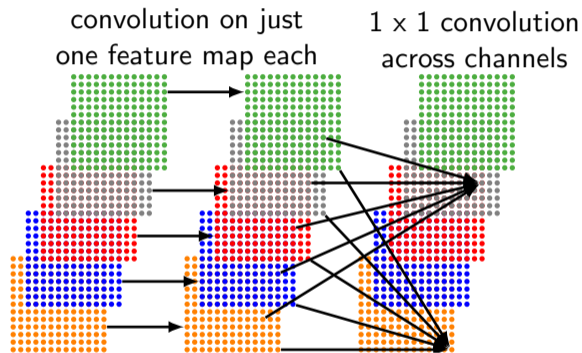 convolution on just
one feature map each
1 x 1 convolution
across channels